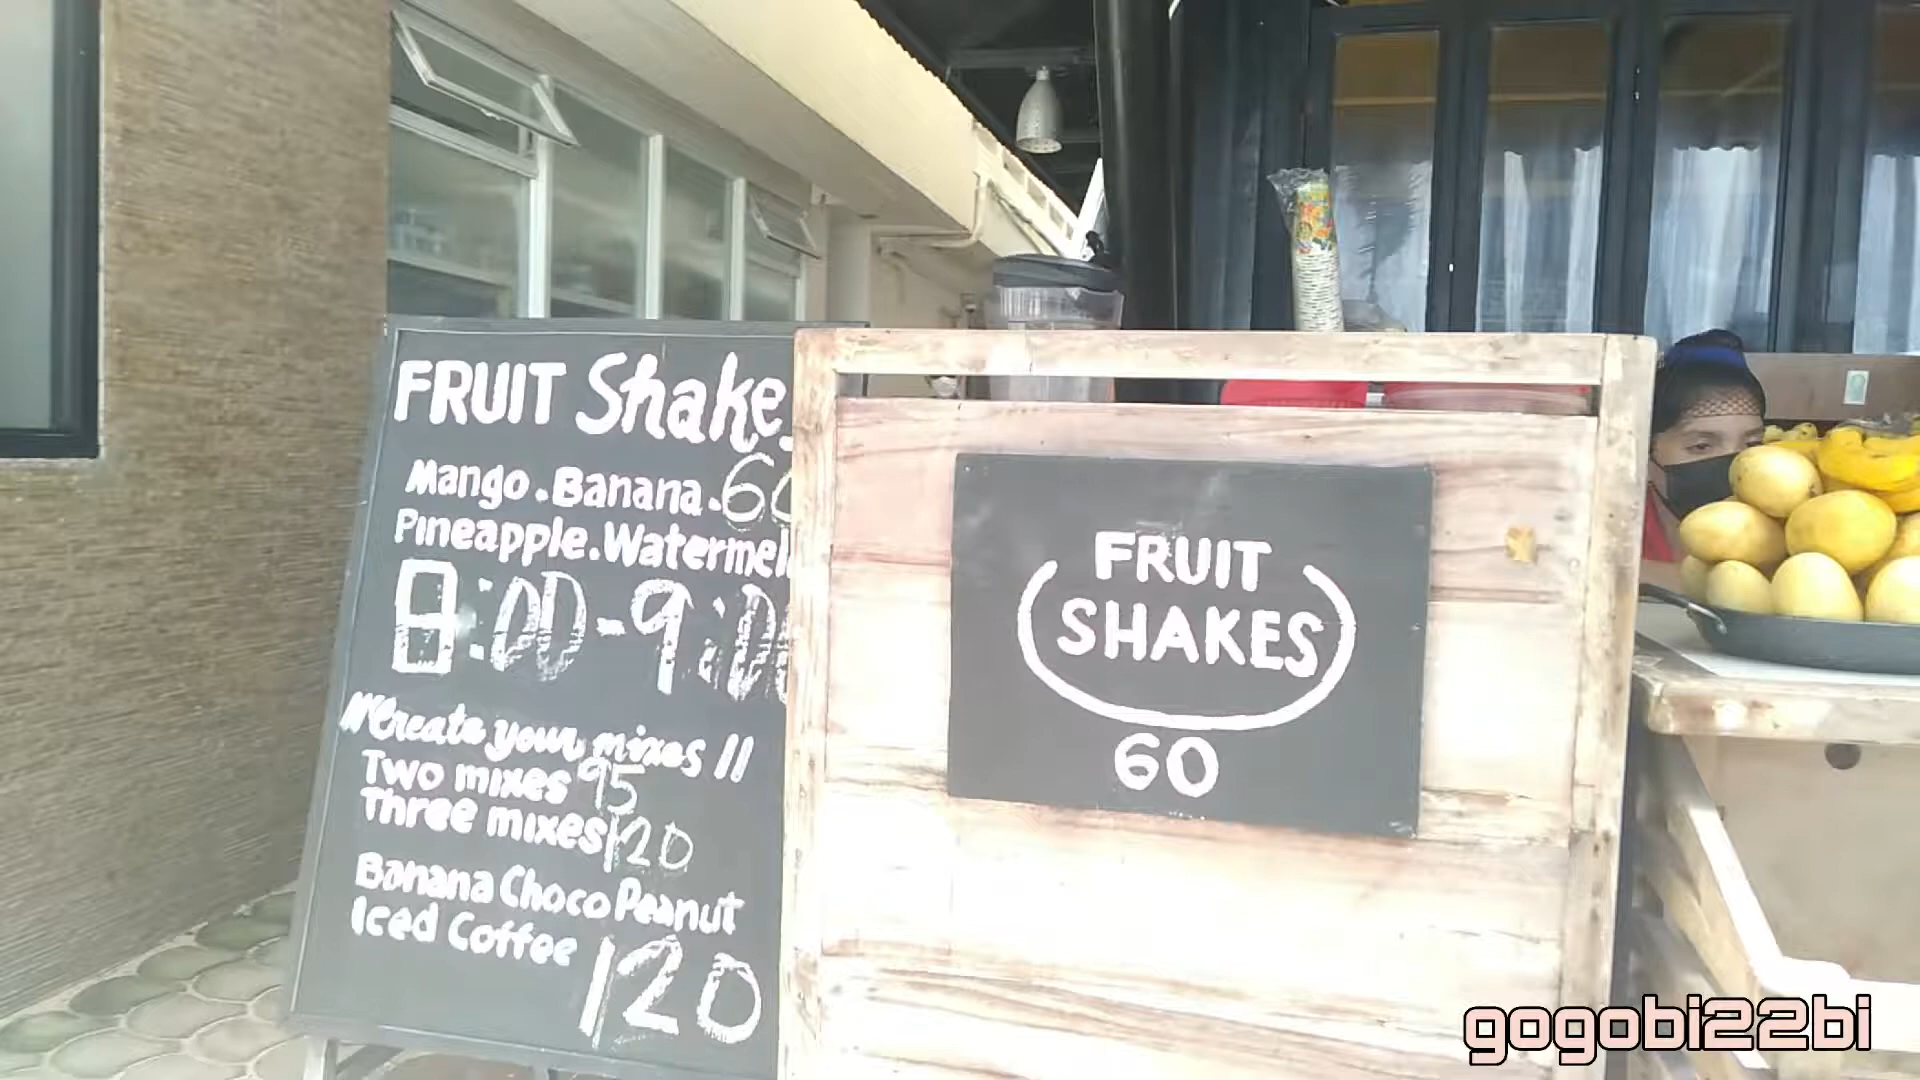 FRUIT Shake
Mango.Banana.60
Pineapple.Watermel
8:00-9:00
"Create your mixes "
Two mixes 95
Three mixes 120
Banana Choco Peanut
Iced Coffee 120
FRUIT
SHAKES
60
gogobi22bi